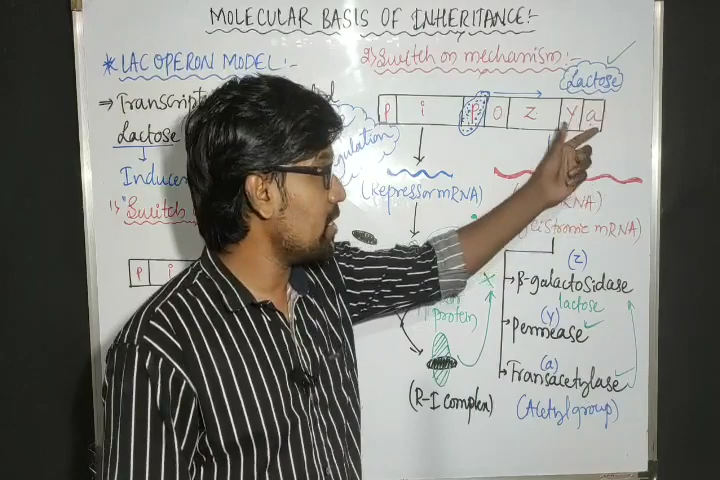 MOLECULAR BASIS OF INHERITANCE:-
* LAC OPERON MODEL :-
⇒ Transcript
Lactose
Inducer
1) "Switch
P i
2) Switch on mechanism :-
Lactose
P i P O Z Y a
(Repressor mRNA)
mRNA)
cistronic mRNA)
protein
(R-I complex)
(Z)
β-galactosidase
lactose
(Y)
Permease ✓
(a)
Transacetylase ✓
(Acetyl group)